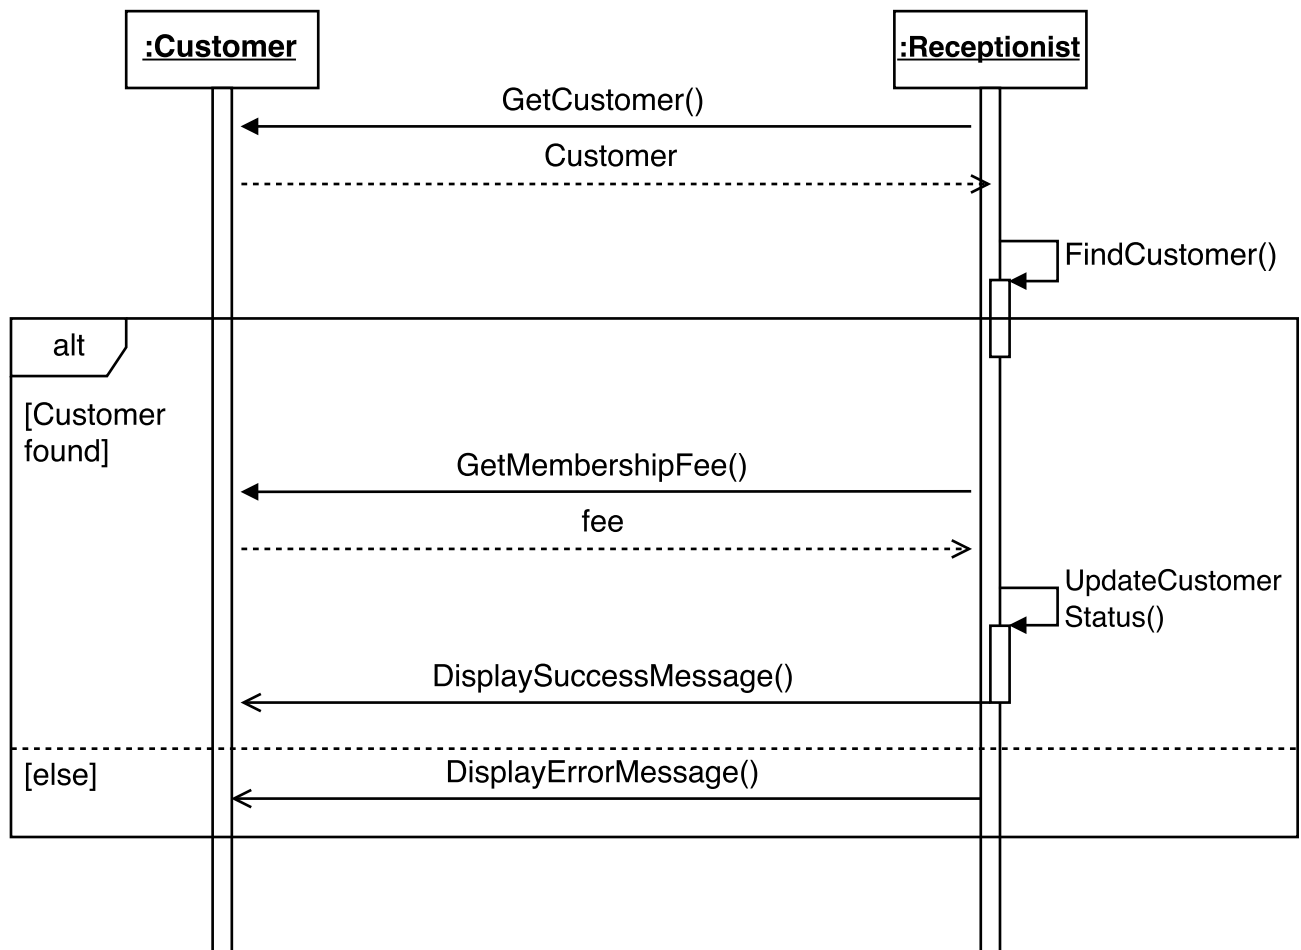 :Customer
:Receptionist
GetCustomer()
Customer
FindCustomer()
alt
[Customer
found]
GetMembershipFee()
fee
UpdateCustomer
Status()
DisplaySuccessMessage()
[else]
DisplayErrorMessage()